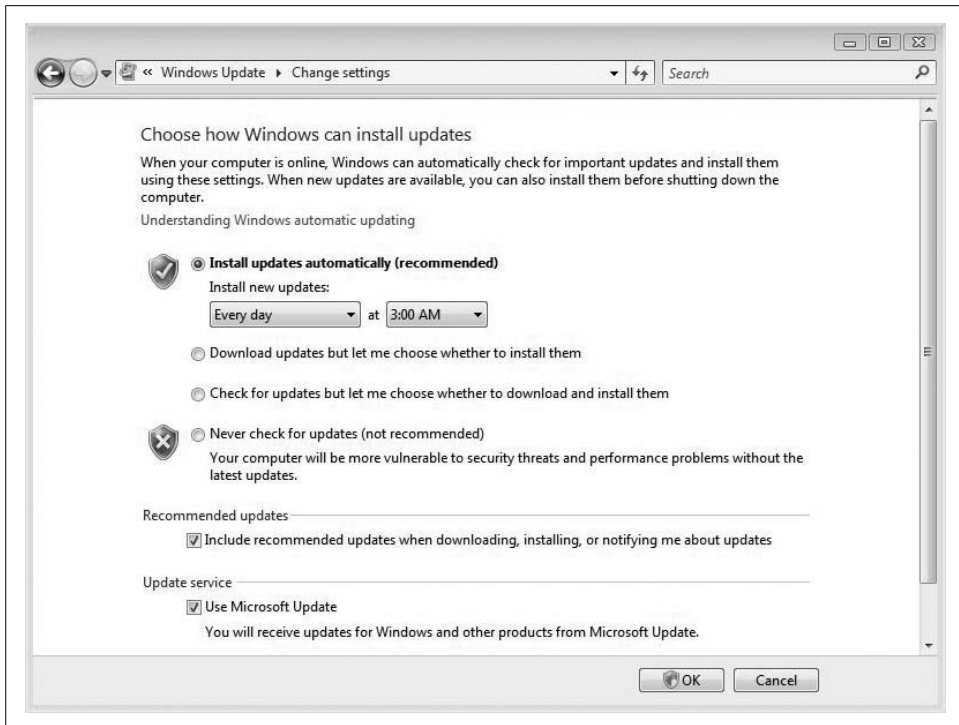 « Windows Update ▸ Change settings
Search
Choose how Windows can install updates
When your computer is online, Windows can automatically check for important updates and install them
using these settings. When new updates are available, you can also install them before shutting down the
computer.
Understanding Windows automatic updating
Install updates automatically (recommended)
Install new updates:
Every day at 3:00 AM
Download updates but let me choose whether to install them
Check for updates but let me choose whether to download and install them
Never check for updates (not recommended)
Your computer will be more vulnerable to security threats and performance problems without the
latest updates.
Recommended updates
Include recommended updates when downloading, installing, or notifying me about updates
Update service
Use Microsoft Update
You will receive updates for Windows and other products from Microsoft Update.
OK Cancel